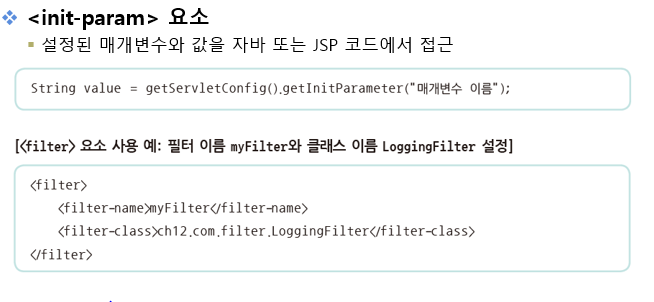 ❖ <init-param> 요소
▪ 설정된 매개변수와 값을 자바 또는 JSP 코드에서 접근
String value = getServletConfig().getInitParameter("매개변수 이름");
[<filter> 요소 사용 예: 필터 이름 myFilter와 클래스 이름 LoggingFilter 설정]
<filter>
    <filter-name>myFilter</filter-name>
    <filter-class>ch12.com.filter.LoggingFilter</filter-class>
</filter>